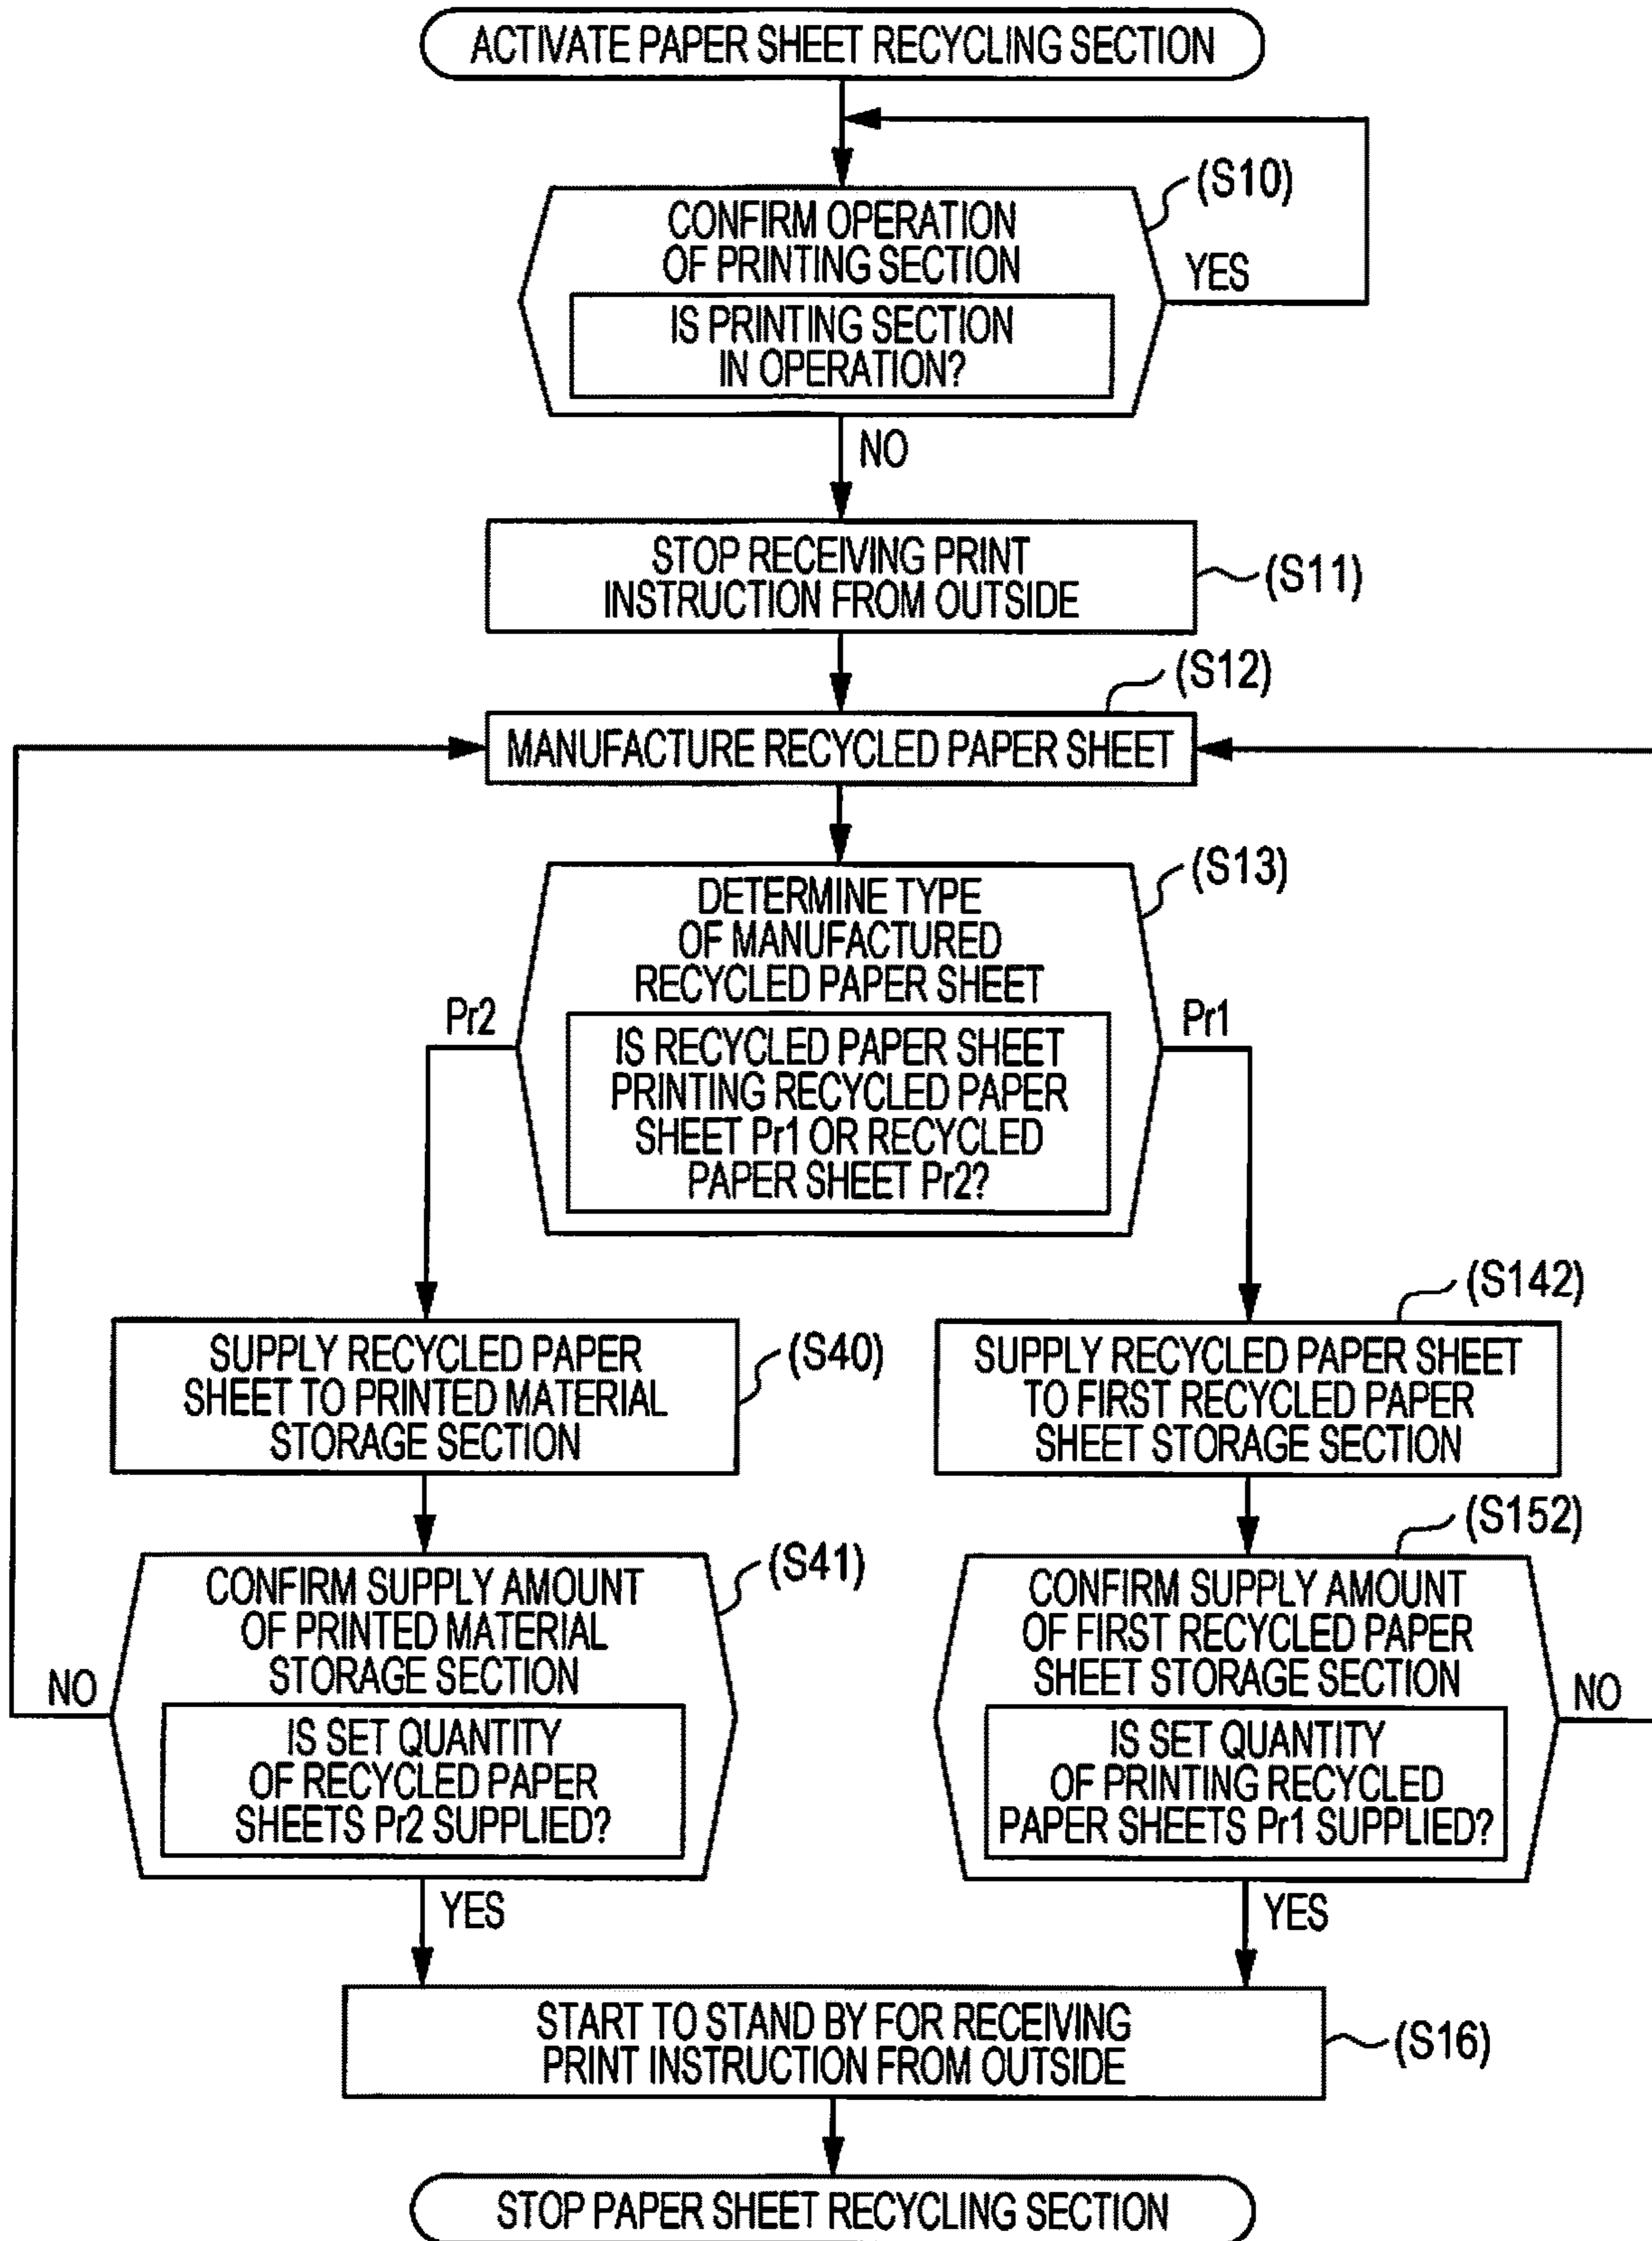 ACTIVATE PAPER SHEET RECYCLING SECTION
(S10)
CONFIRM OPERATION
OF PRINTING SECTION
YES
IS PRINTING SECTION
IN OPERATION?
NO
STOP RECEIVING PRINT
INSTRUCTION FROM OUTSIDE
(S11)
(S12)
MANUFACTURE RECYCLED PAPER SHEET
(S13)
DETERMINE TYPE
OF MANUFACTURED
RECYCLED PAPER SHEET
Pr2
Pr1
IS RECYCLED PAPER SHEET
PRINTING RECYCLED PAPER
SHEET Pr1 OR RECYCLED
PAPER SHEET Pr2?
SUPPLY RECYCLED PAPER
SHEET TO PRINTED MATERIAL
STORAGE SECTION
(S40)
(S142)
SUPPLY RECYCLED PAPER SHEET
TO FIRST RECYCLED PAPER
SHEET STORAGE SECTION
(S41)
CONFIRM SUPPLY AMOUNT
OF PRINTED MATERIAL
STORAGE SECTION
NO
IS SET QUANTITY
OF RECYCLED PAPER
SHEETS Pr2 SUPPLIED?
YES
(S152)
CONFIRM SUPPLY AMOUNT
OF FIRST RECYCLED PAPER
SHEET STORAGE SECTION
NO
IS SET QUANTITY
OF PRINTING RECYCLED
PAPER SHEETS Pr1 SUPPLIED?
YES
START TO STAND BY FOR RECEIVING
PRINT INSTRUCTION FROM OUTSIDE
(S16)
STOP PAPER SHEET RECYCLING SECTION